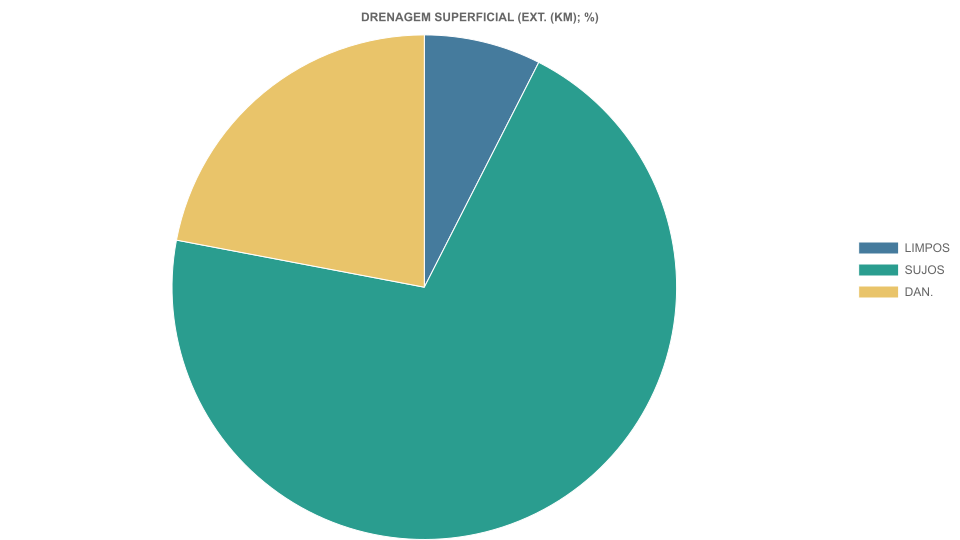 DRENAGEM SUPERFICIAL (EXT. (KM); %)
LIMPOS
SUJOS
DAN.